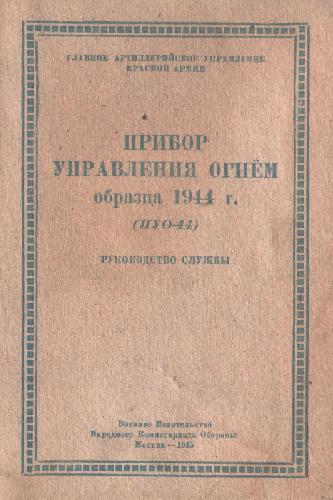 ГЛАВНОЕ АРТИЛЛЕРИЙСКОЕ УПРАВЛЕНИЕ
КРАСНОЙ АРМИИ
ПРИБОР
УПРАВЛЕНИЯ ОГНЁМ
образца 1944 г.
(ПУО-44)
РУКОВОДСТВО СЛУЖБЫ
Военное Издательство
Народного Комиссариата Обороны
Москва—1945